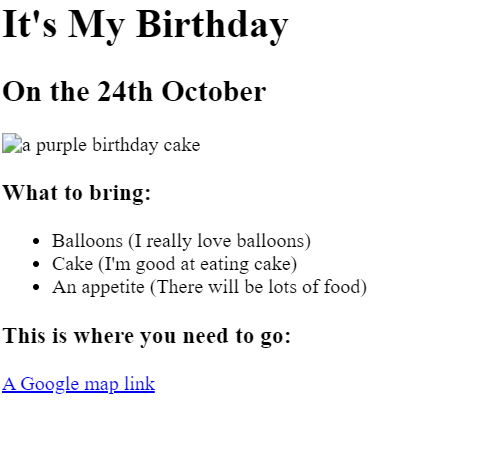 It's My Birthday
On the 24th October
a purple birthday cake
What to bring:
Balloons (I really love balloons)
Cake (I'm good at eating cake)
An appetite (There will be lots of food)
This is where you need to go:
A Google map link